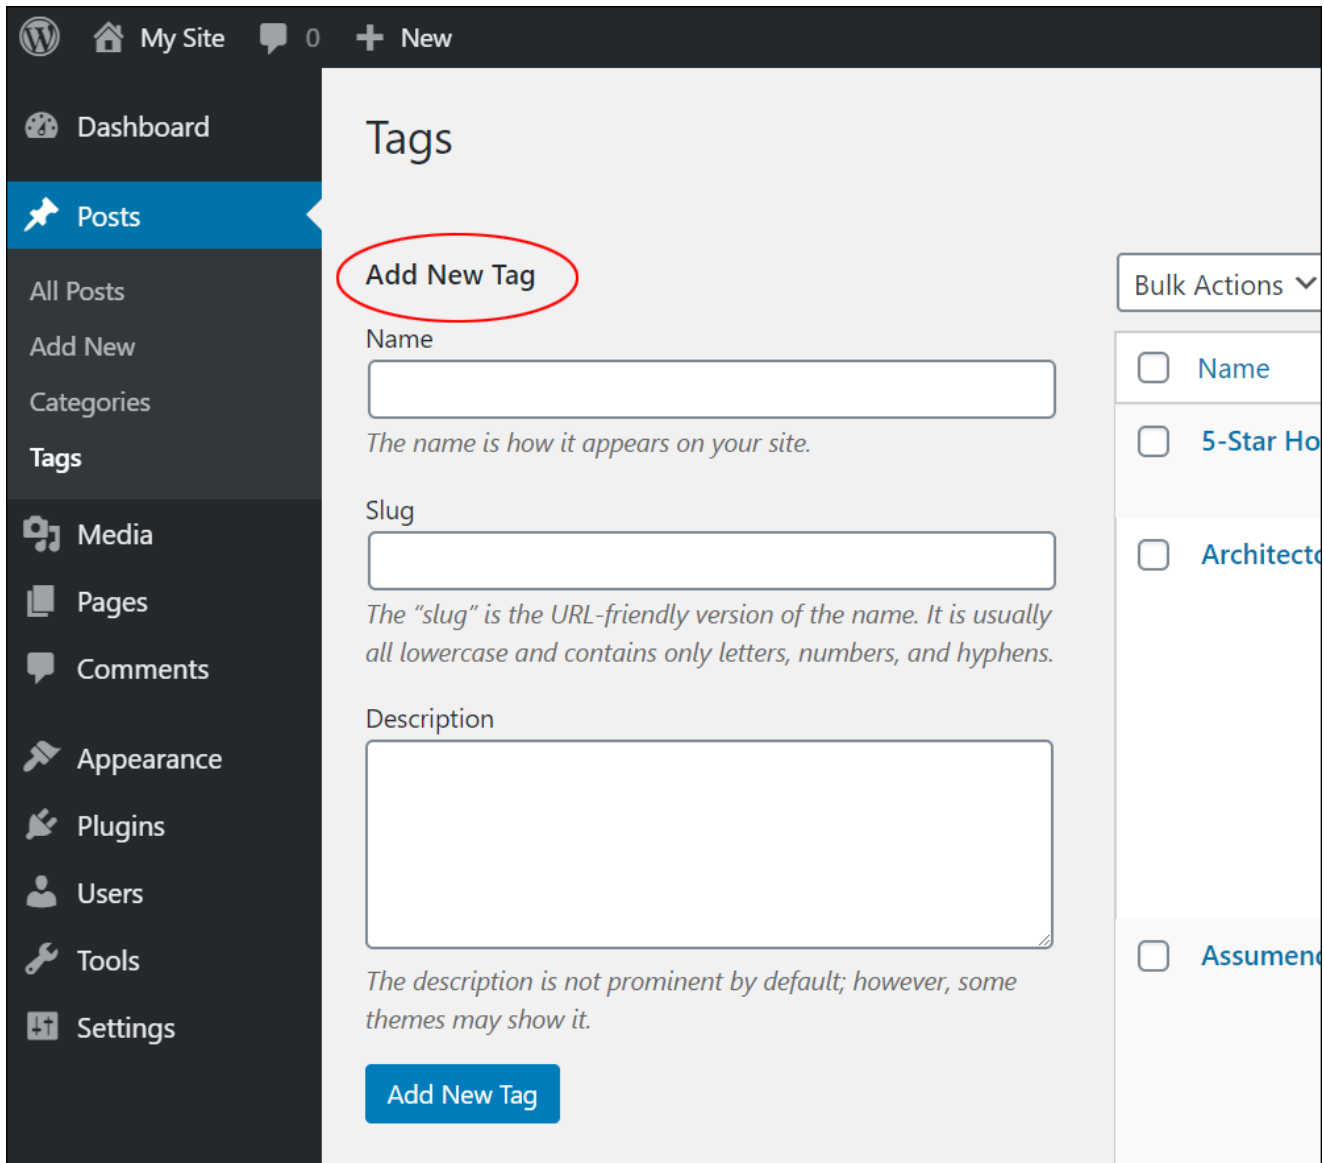 My Site 0 New
Dashboard
Posts
All Posts
Add New
Categories
Tags
Media
Pages
Comments
Appearance
Plugins
Users
Tools
Settings
Tags
Add New Tag
Name
The name is how it appears on your site.
Slug
The “slug” is the URL-friendly version of the name. It is usually
all lowercase and contains only letters, numbers, and hyphens.
Description
The description is not prominent by default; however, some
themes may show it.
Add New Tag
Bulk Actions
Name
5-Star